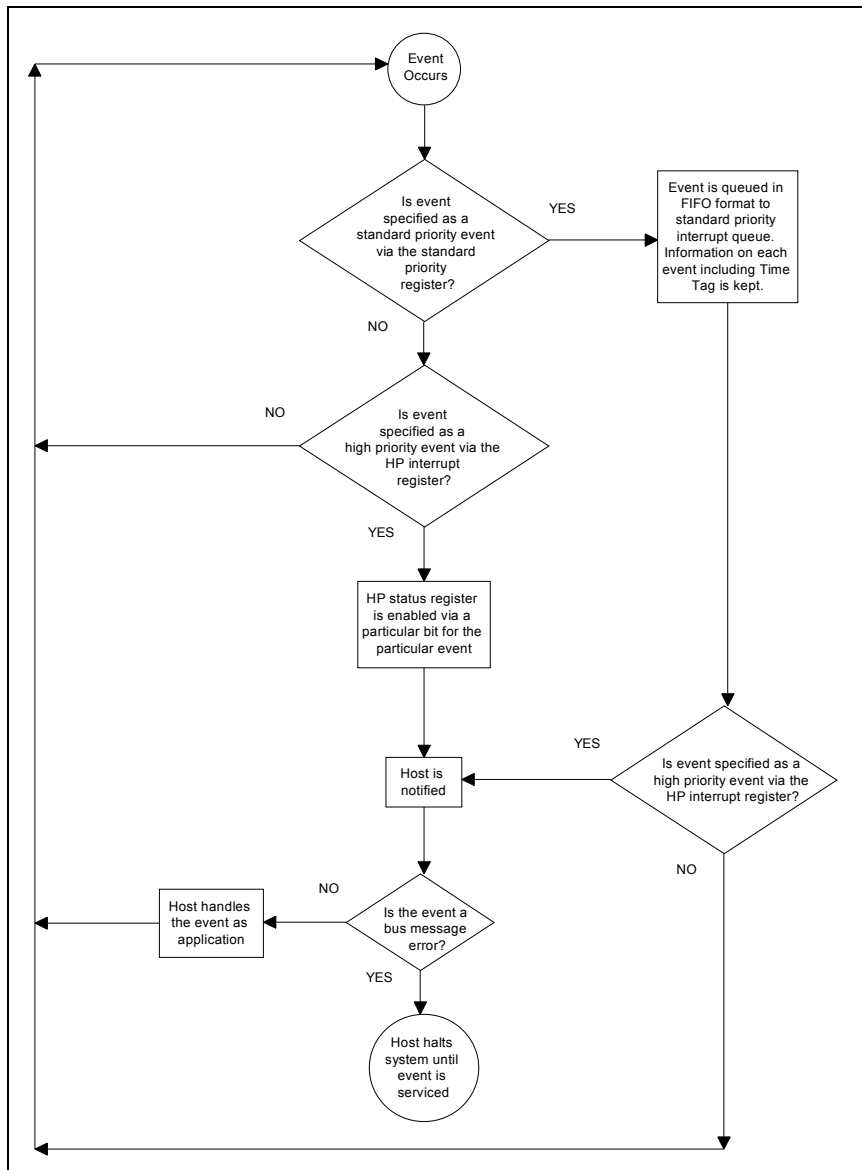 Event
Occurs
Is event
specified as a
standard priority event
via the standard
priority
register?
YES
Event is queued in
FIFO format to
standard priority
interrupt queue.
Information on each
event including Time
Tag is kept.
NO
NO
Is event
specified as a
high priority event via the
HP interrupt
register?
YES
HP status register
is enabled via a
particular bit for the
particular event
Host is
notified
YES
Is event specified as a
high priority event via the
HP interrupt register?
NO
Host handles
the event as
application
NO
Is the event a
bus message
error?
YES
Host halts
system until
event is
serviced